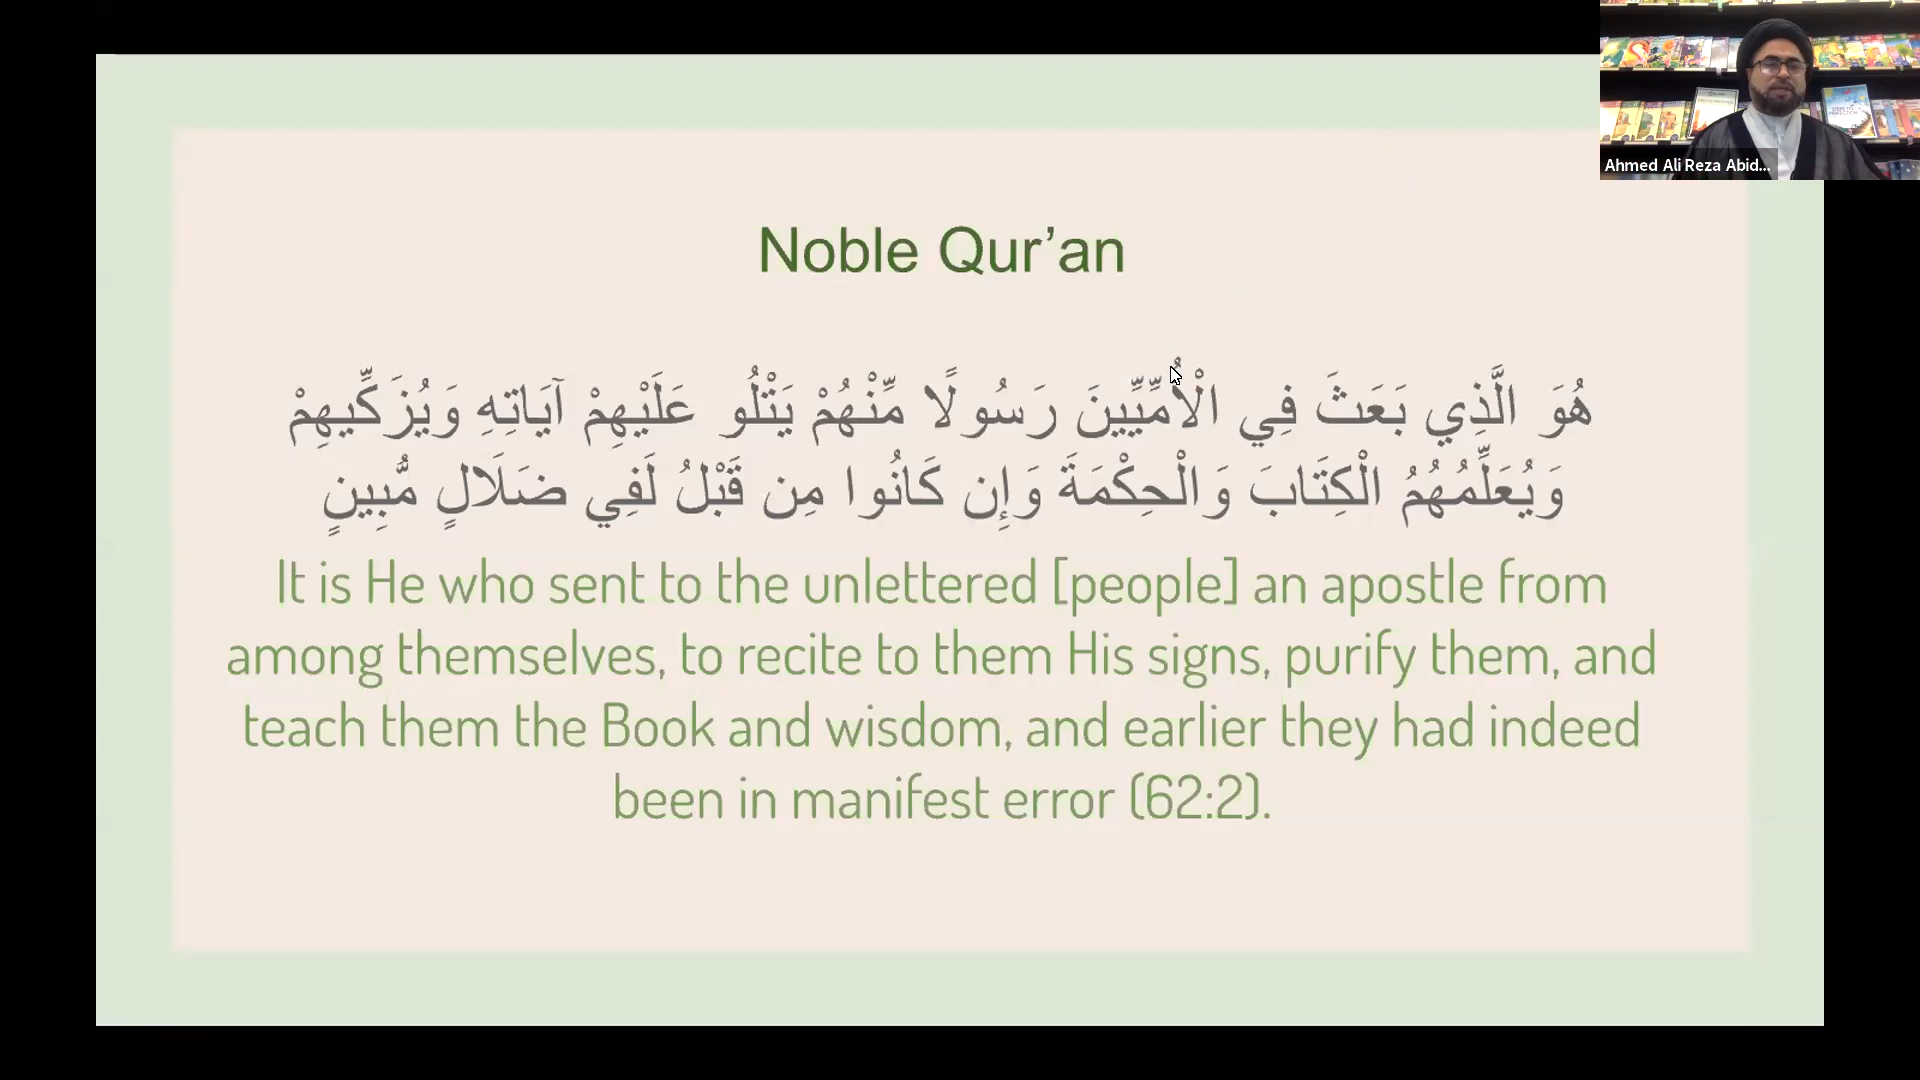 Noble Qur’an
هُوَ الَّذِي بَعَثَ فِي الْأُمِّيِّينَ رَسُولًا مِّنْهُمْ يَتْلُو عَلَيْهِمْ آيَاتِهِ وَيُزَكِّيهِمْ
وَيُعَلِّمُهُمُ الْكِتَابَ وَالْحِكْمَةَ وَإِن كَانُوا مِن قَبْلُ لَفِي ضَلَالٍ مُّبِينٍ
It is He who sent to the unlettered [people] an apostle from
among themselves, to recite to them His signs, purify them, and
teach them the Book and wisdom, and earlier they had indeed
been in manifest error (62:2).
Ahmed Ali Reza Abid...